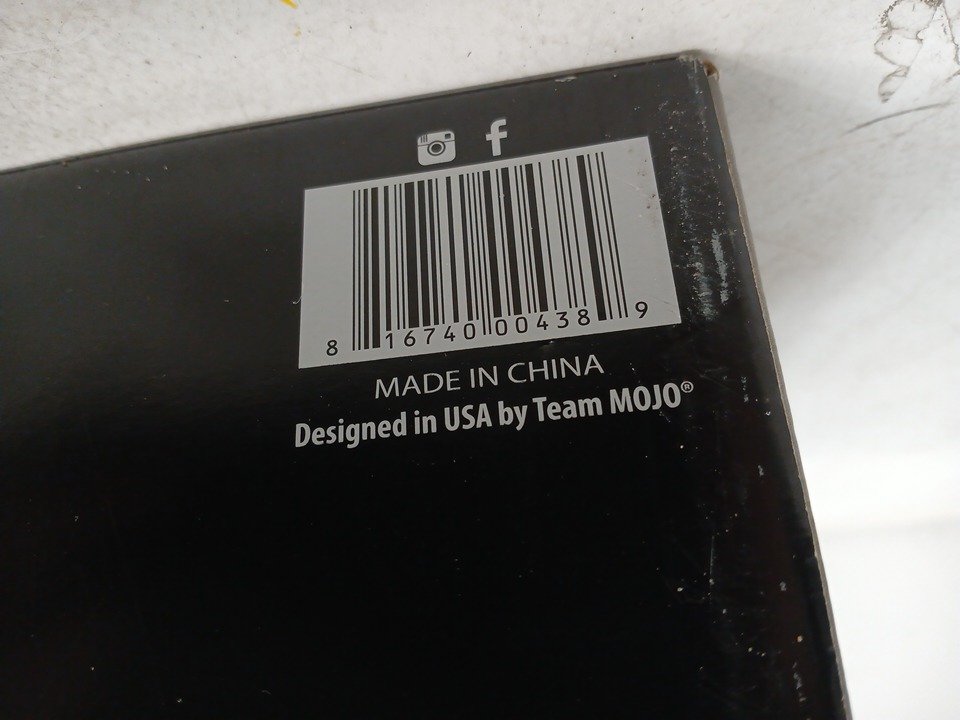 8 16740 00438 9
MADE IN CHINA
Designed in USA by Team MOJO®